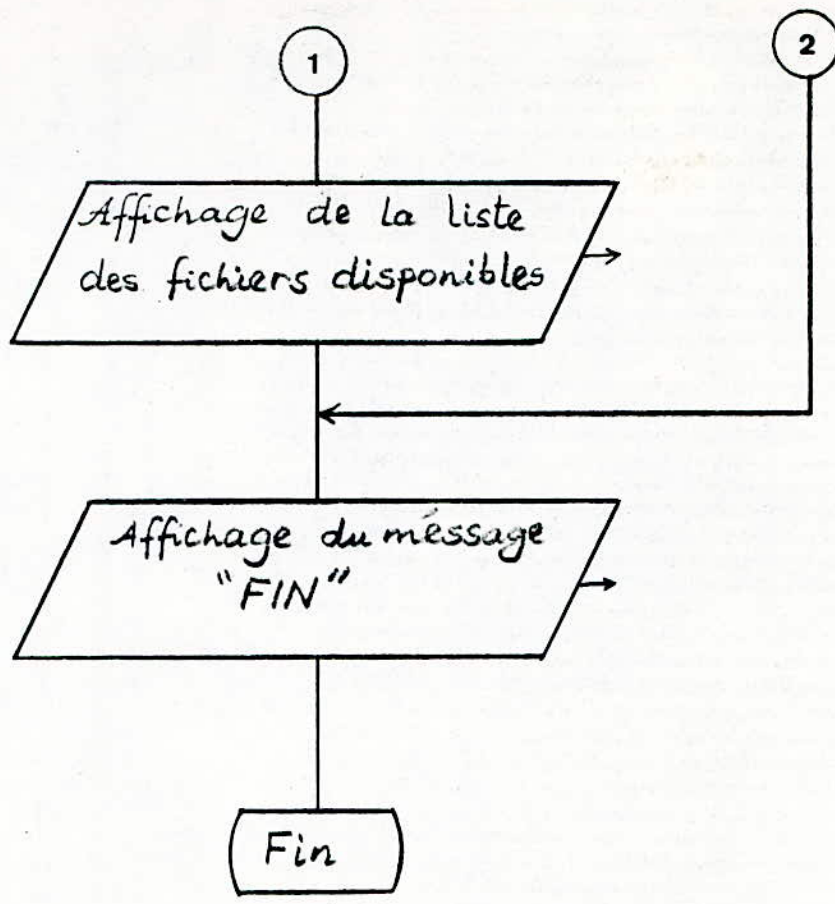 1
2
Affichage de la liste
des fichiers disponibles
Affichage du méssage
"FIN"
Fin